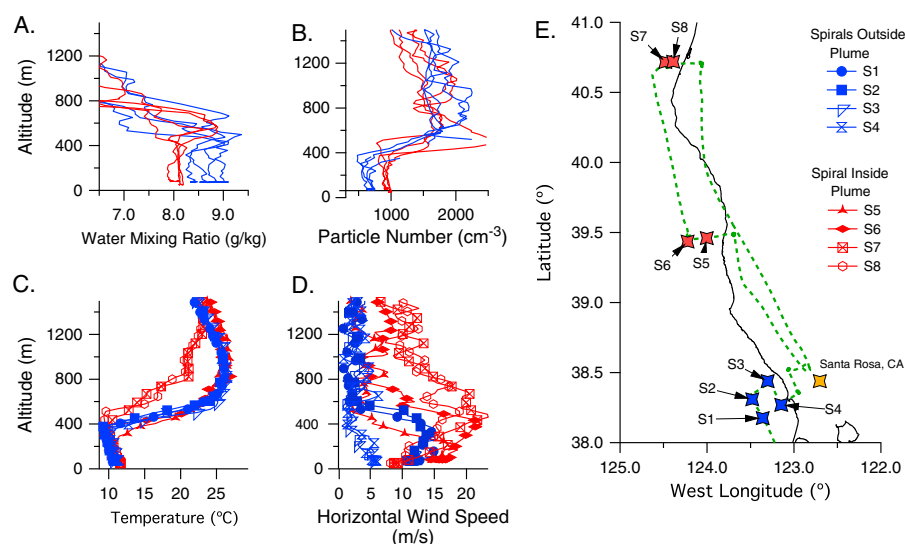 A.
Altitude (m)
1200
800
400
0
7.0
8.0
9.0
Water Mixing Ratio (g/kg)
B.
1200
800
400
0
1000
2000
Particle Number (cm-3)
C.
Altitude (m)
1200
800
400
0
10
15
20
25
Temperature (ºC)
D.
1200
800
400
0
0
5
10
15
20
Horizontal Wind Speed
(m/s)
E.
Latitude (º)
41.0
40.5
40.0
39.5
39.0
38.5
38.0
125.0
124.0
123.0
122.0
West Longitude (º)
S7
S8
S6
S5
S3
S2
S1
S4
Santa Rosa, CA
Spirals Outside
Plume
S1
S2
S3
S4
Spiral Inside
Plume
S5
S6
S7
S8